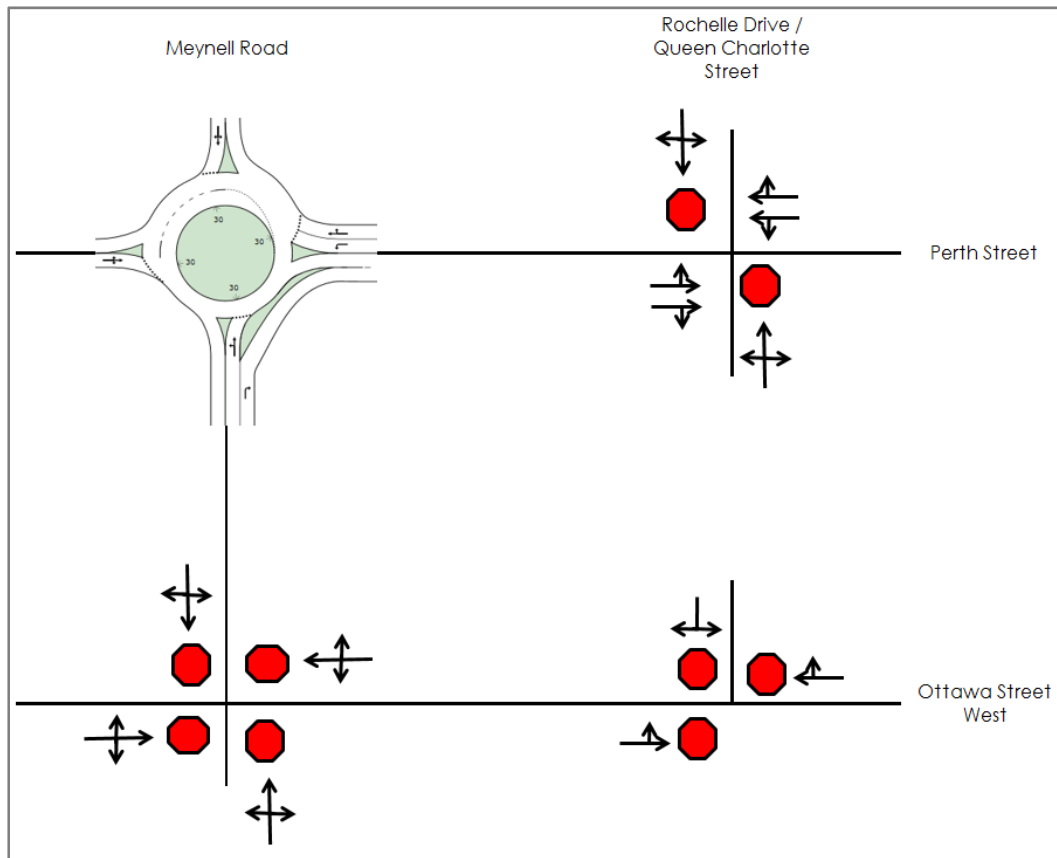 Meynell Road
Rochelle Drive /
Queen Charlotte
Street
30
30
30
30
Perth Street
Ottawa Street
West